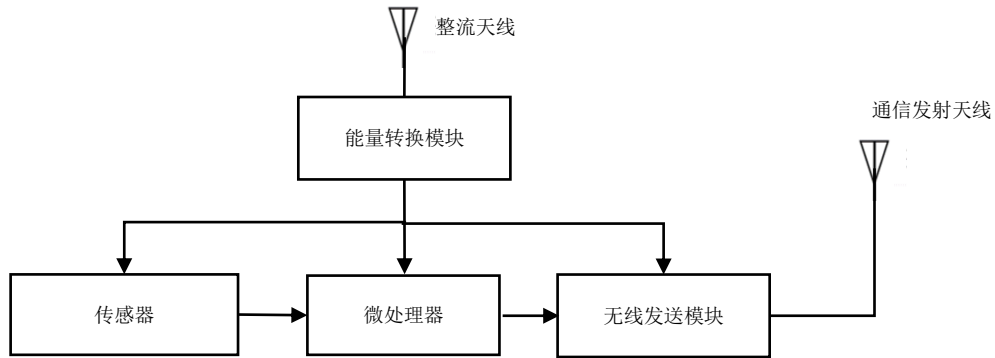 整流天线
通信发射天线
能量转换模块
传感器
微处理器
无线发送模块